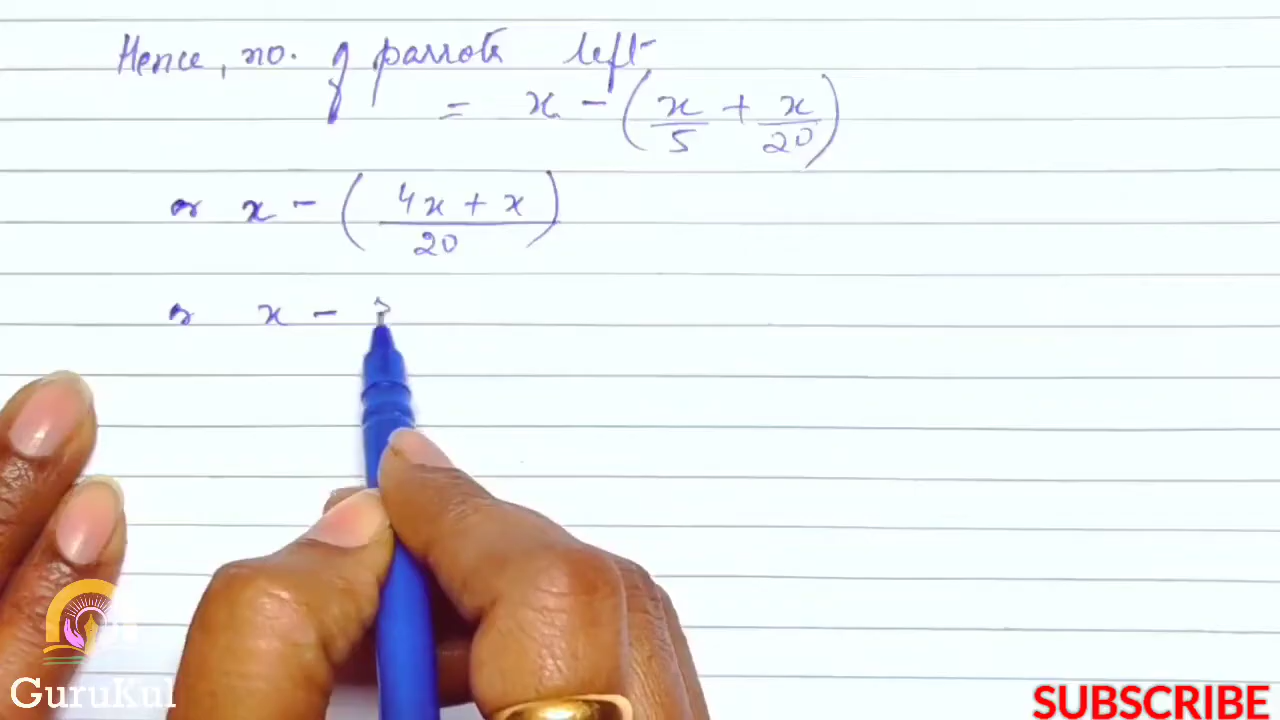 Hence, no. of parrots left
= x - (x/5 + x/20)
or x - (4x + x / 20)
or x -
GuruKul
SUBSCRIBE